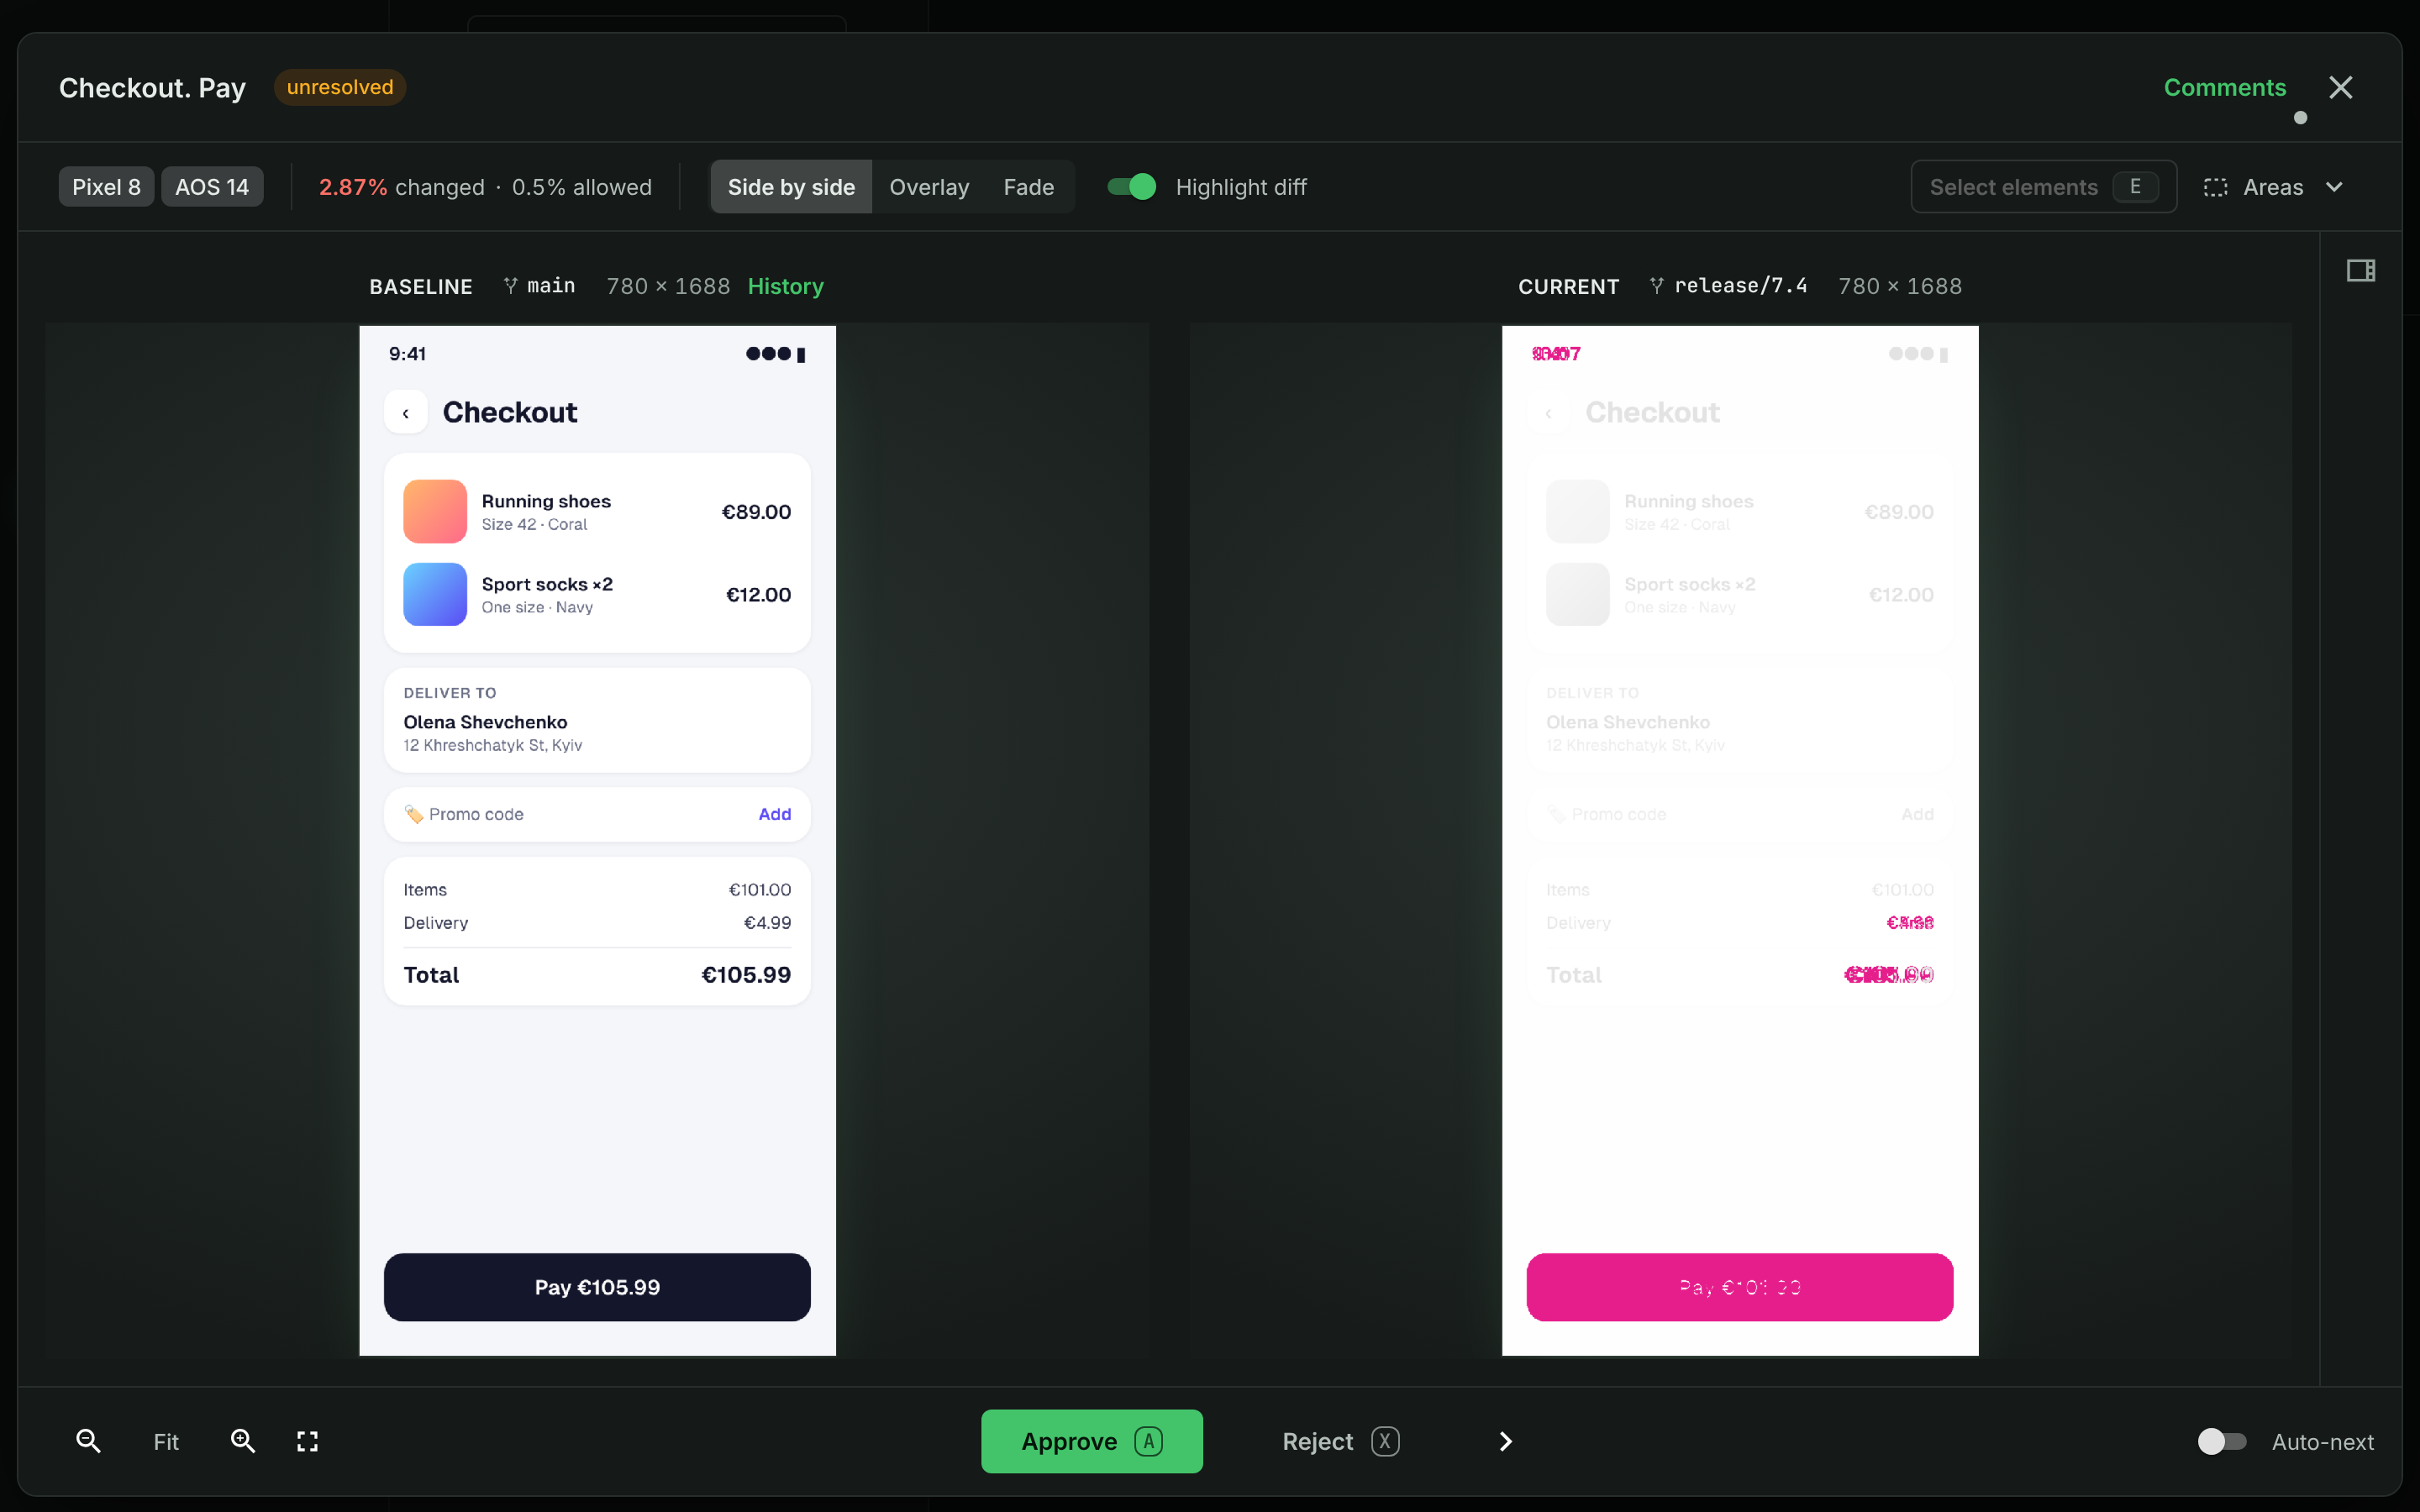 Checkout. Pay unresolved Comments
Pixel 8 AOS 14 2.87% changed · 0.5% allowed Side by side Overlay Fade Highlight diff Select elements E Areas
BASELINE main 780 × 1688 History
CURRENT release/7.4 780 × 1688
9:41
‹ Checkout
Running shoes
Size 42 · Coral
€89.00
Sport socks ×2
One size · Navy
€12.00
DELIVER TO
Olena Shevchenko
12 Khreshchatyk St, Kyiv
Promo code Add
Items €101.00
Delivery €4.99
Total €105.99
Pay €105.99
‹ Checkout
Running shoes
Size 42 · Coral
€89.00
Sport socks ×2
One size · Navy
€12.00
DELIVER TO
Olena Shevchenko
12 Khreshchatyk St, Kyiv
Promo code Add
Items €101.00
Delivery
Total
Pay
Fit Approve A Reject X Auto-next